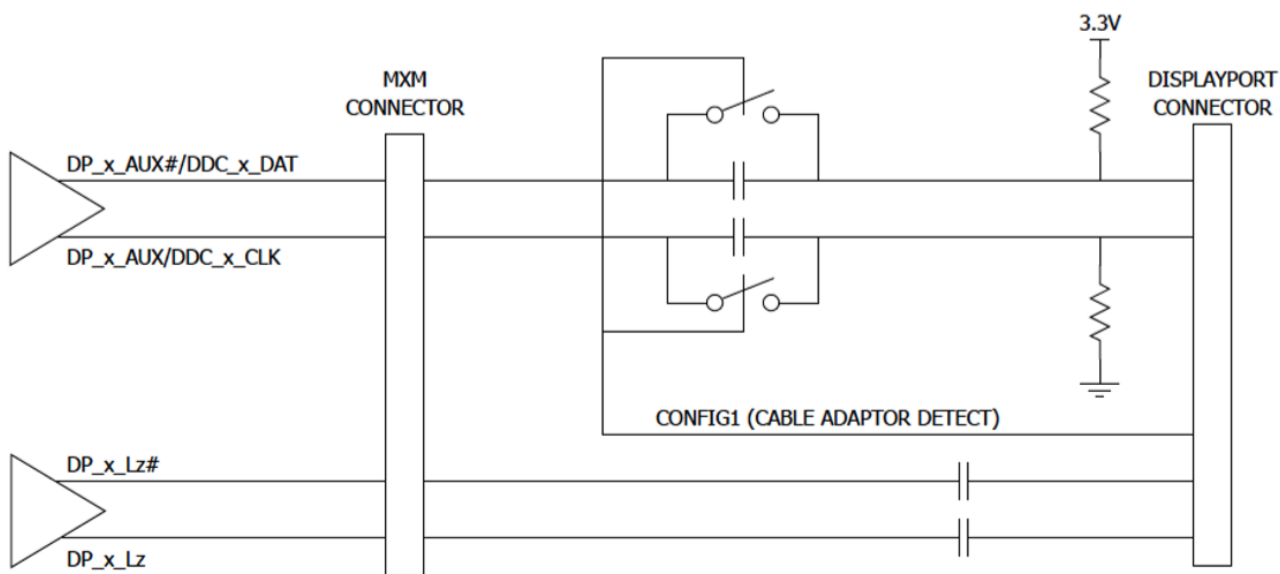 3.3V
MXM
CONNECTOR
DISPLAYPORT
CONNECTOR
DP_x_AUX#/DDC_x_DAT
DP_x_AUX/DDC_x_CLK
CONFIG1 (CABLE ADAPTOR DETECT)
DP_x_Lz#
DP_x_Lz